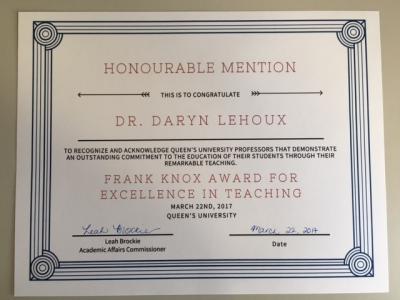 HONOURABLE MENTION
THIS IS TO CONGRATULATE
DR. DARYN LEHOUX
TO RECOGNIZE AND ACKNOWLEDGE QUEEN'S UNIVERSITY PROFESSORS THAT DEMONSTRATE
AN OUTSTANDING COMMITMENT TO THE EDUCATION OF THEIR STUDENTS THROUGH THEIR
REMARKABLE TEACHING.
FRANK KNOX AWARD FOR
EXCELLENCE IN TEACHING
MARCH 22ND, 2017
QUEEN'S UNIVERSITY
Leah Brockie March 22, 2017
Leah Brockie
Academic Affairs Commissioner
Date